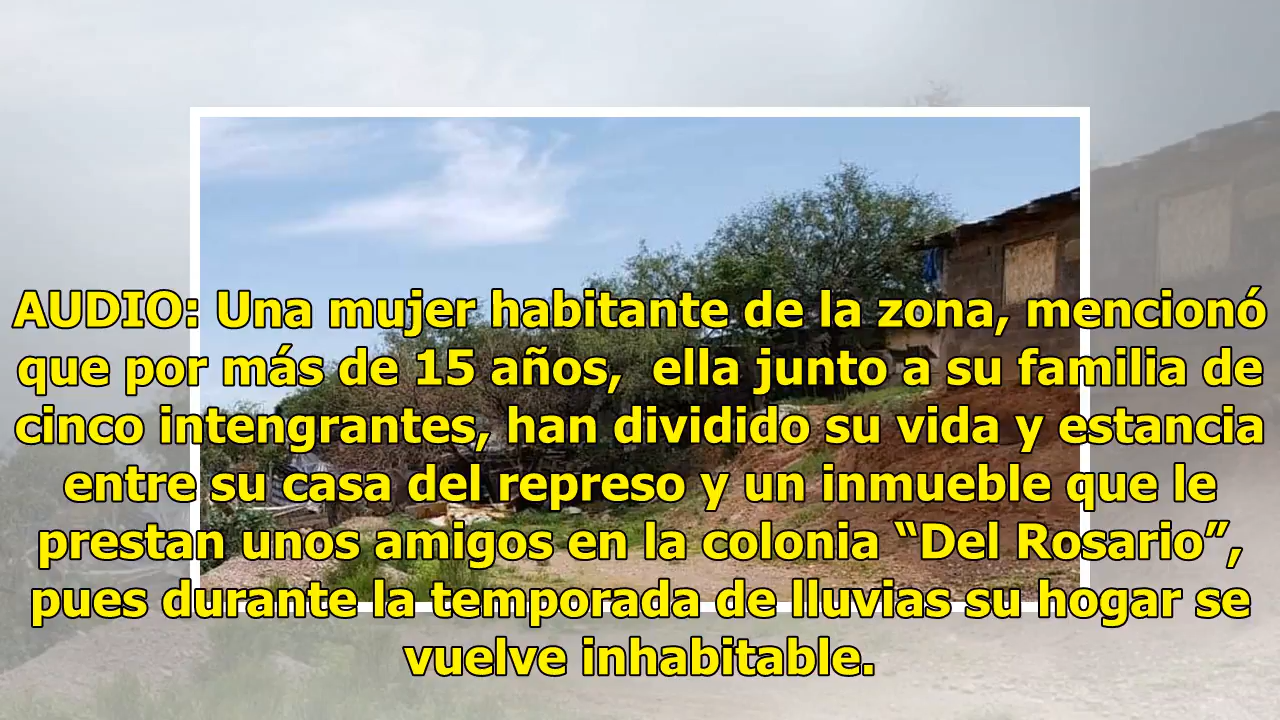 AUDIO: Una mujer habitante de la zona, mencionó
que por más de 15 años,  ella junto a su familia de
cinco intengrantes, han dividido su vida y estancia
entre su casa del represo y un inmueble que le
prestan unos amigos en la colonia “Del Rosario”,
pues durante la temporada de lluvias su hogar se
vuelve inhabitable.